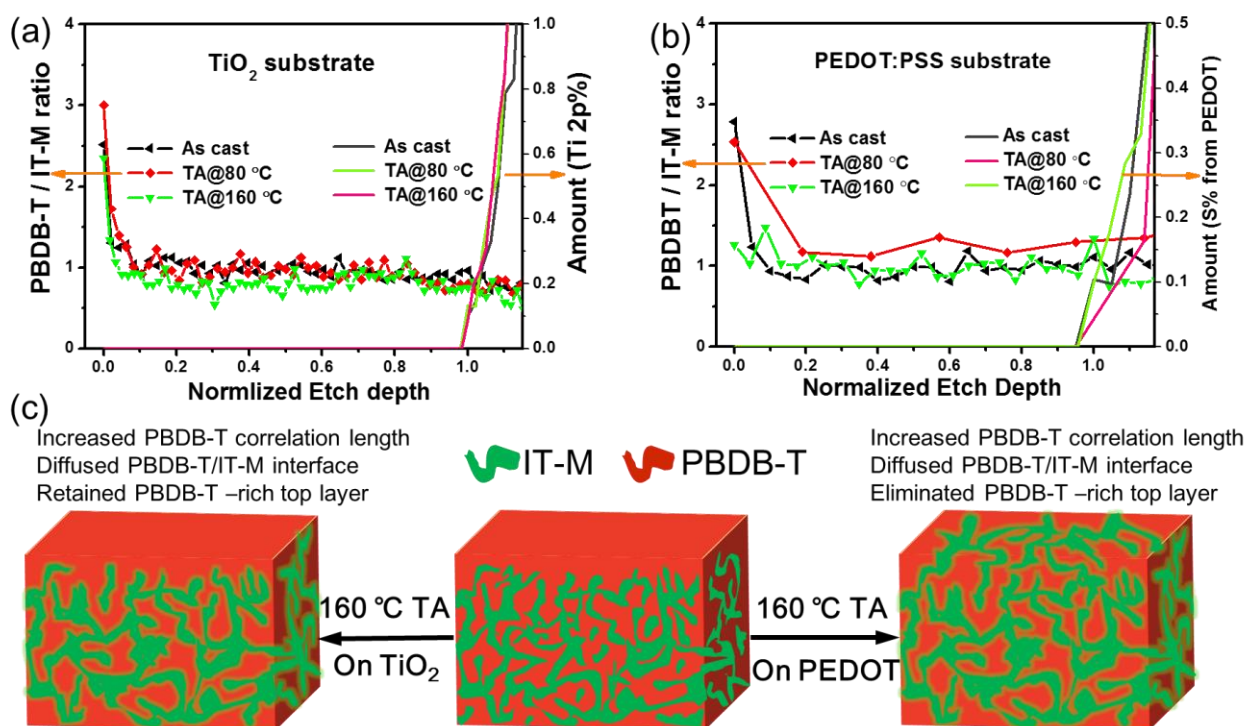 (a)
TiO2 substrate
PBDB-T / IT-M ratio
4
3
2
1
0
As cast
TA@80 °C
TA@160 °C
As cast
TA@80 °C
TA@160 °C
1.0
0.8
0.6
0.4
0.2
0.0
Amount (Ti 2p%)
0.0 0.2 0.4 0.6 0.8 1.0
Normlized Etch depth
(b)
PEDOT:PSS substrate
PBDBT / IT-M ratio
4
3
2
1
0
As cast
TA@80 °C
TA@160 °C
As cast
TA@80 °C
TA@160 °C
0.5
0.4
0.3
0.2
0.1
0.0
Amount (S% from PEDOT)
0.0 0.2 0.4 0.6 0.8 1.0
Normalized Etch Depth
(c)
Increased PBDB-T correlation length
Diffused PBDB-T/IT-M interface
Retained PBDB-T –rich top layer
IT-M PBDB-T
Increased PBDB-T correlation length
Diffused PBDB-T/IT-M interface
Eliminated PBDB-T –rich top layer
160 ℃ TA
On TiO2
160 ℃ TA
On PEDOT